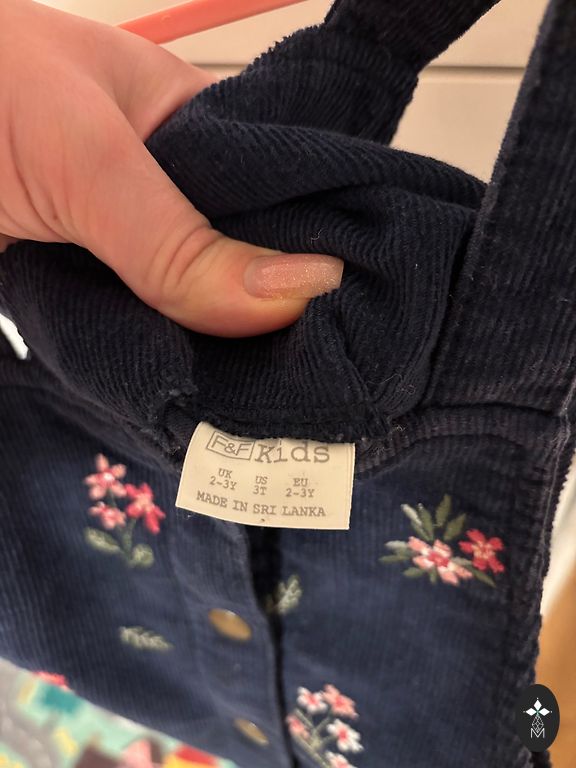 F&F Kids
UK US EU
2-3Y 3T 2-3Y
MADE IN SRI LANKA
M